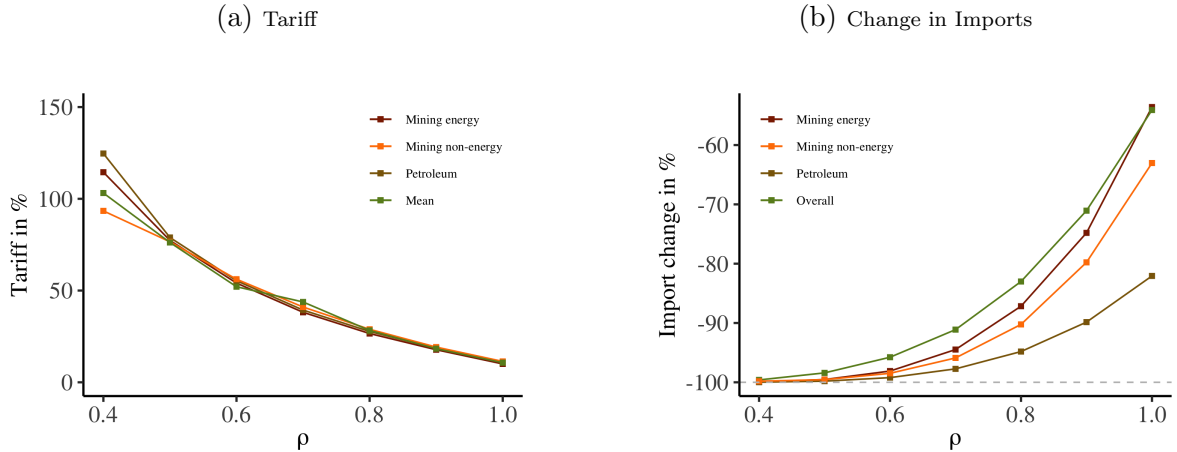 (a) Tariff
Tariff in %
150
100
50
0
Mining energy
Mining non-energy
Petroleum
Mean
0.4 0.6 0.8 1.0
ρ
(b) Change in Imports
Import change in %
-60
-70
-80
-90
-100
Mining energy
Mining non-energy
Petroleum
Overall
0.4 0.6 0.8 1.0
ρ